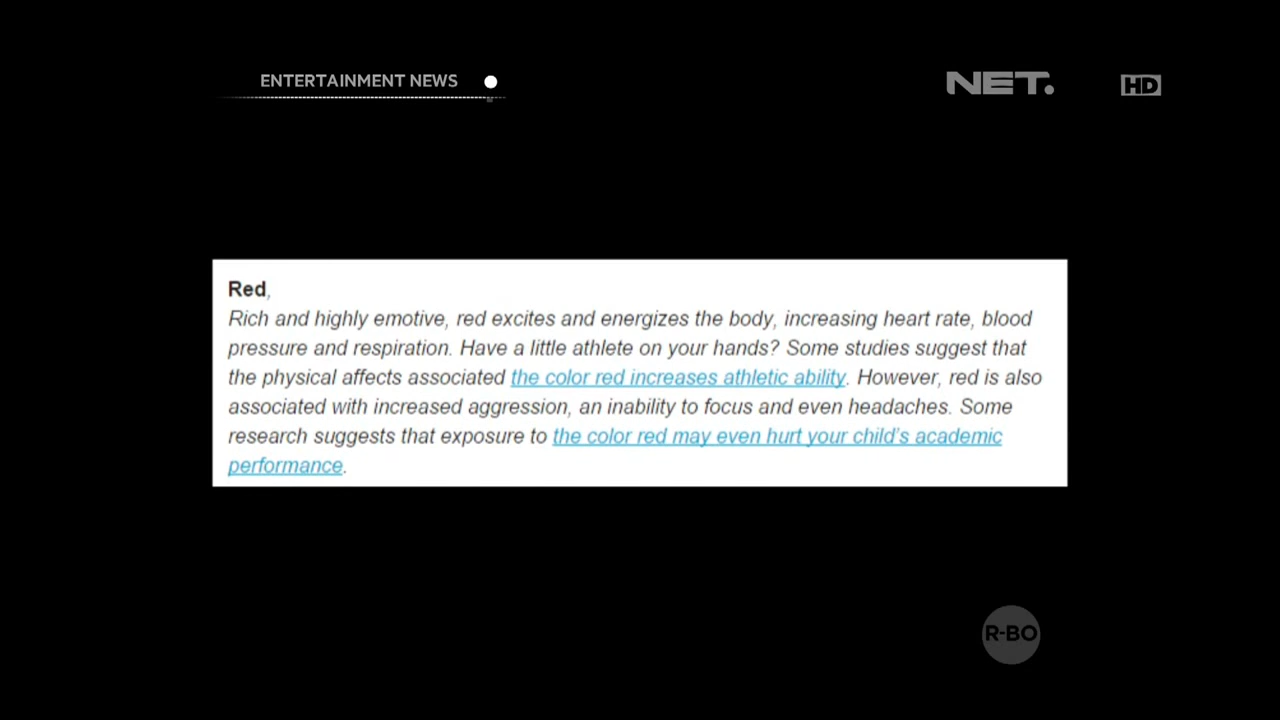 ENTERTAINMENT NEWS
NET.
HD
Red,
Rich and highly emotive, red excites and energizes the body, increasing heart rate, blood
pressure and respiration. Have a little athlete on your hands? Some studies suggest that
the physical affects associated the color red increases athletic ability. However, red is also
associated with increased aggression, an inability to focus and even headaches. Some
research suggests that exposure to the color red may even hurt your child's academic
performance.
R-BO